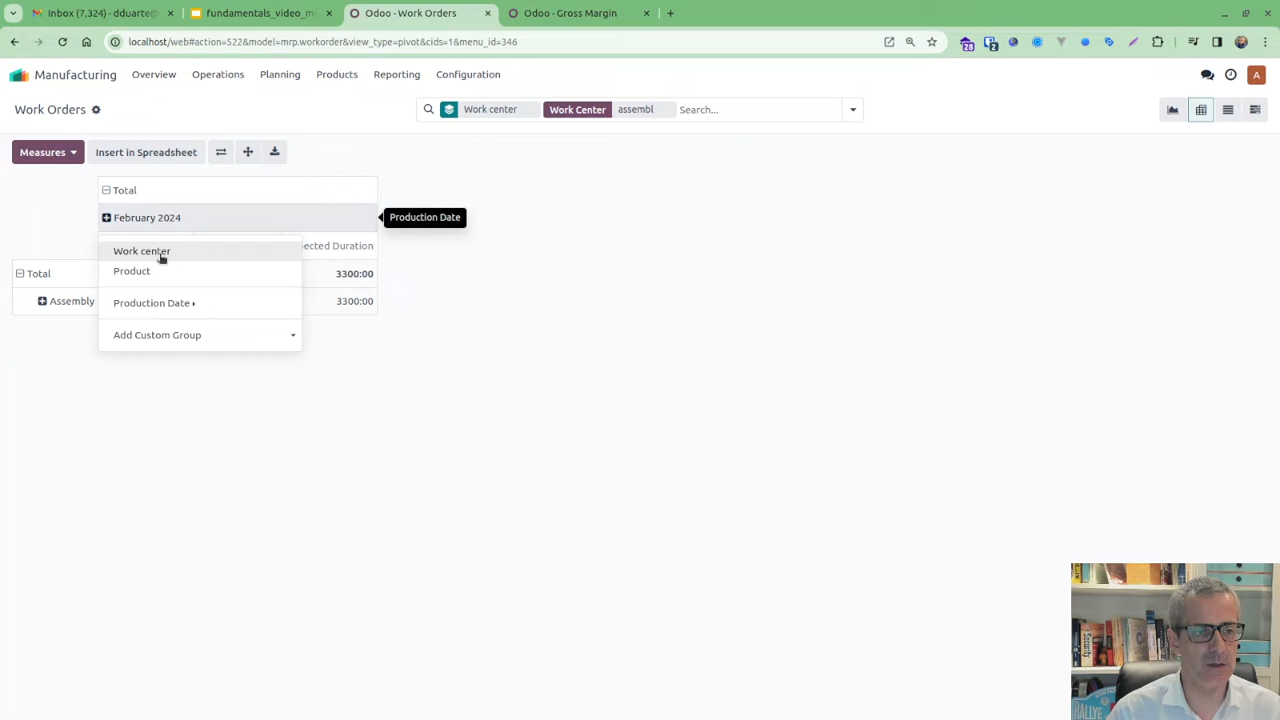 Inbox (7,324) - dduarte@
fundamentals_video_m
Odoo - Work Orders
Odoo - Gross Margin
localhost/web#action=522&model=mrp.workorder&view_type=pivot&cids=1&menu_id=346
Manufacturing Overview Operations Planning Products Reporting Configuration
A
Work Orders
Work center Work Center assembl Search...
Measures Insert in Spreadsheet
Total
February 2024
Production Date
Work center
ected Duration
Product
Total 3300:00
Assembly 3300:00
Production Date
Add Custom Group
Security
RALLYE